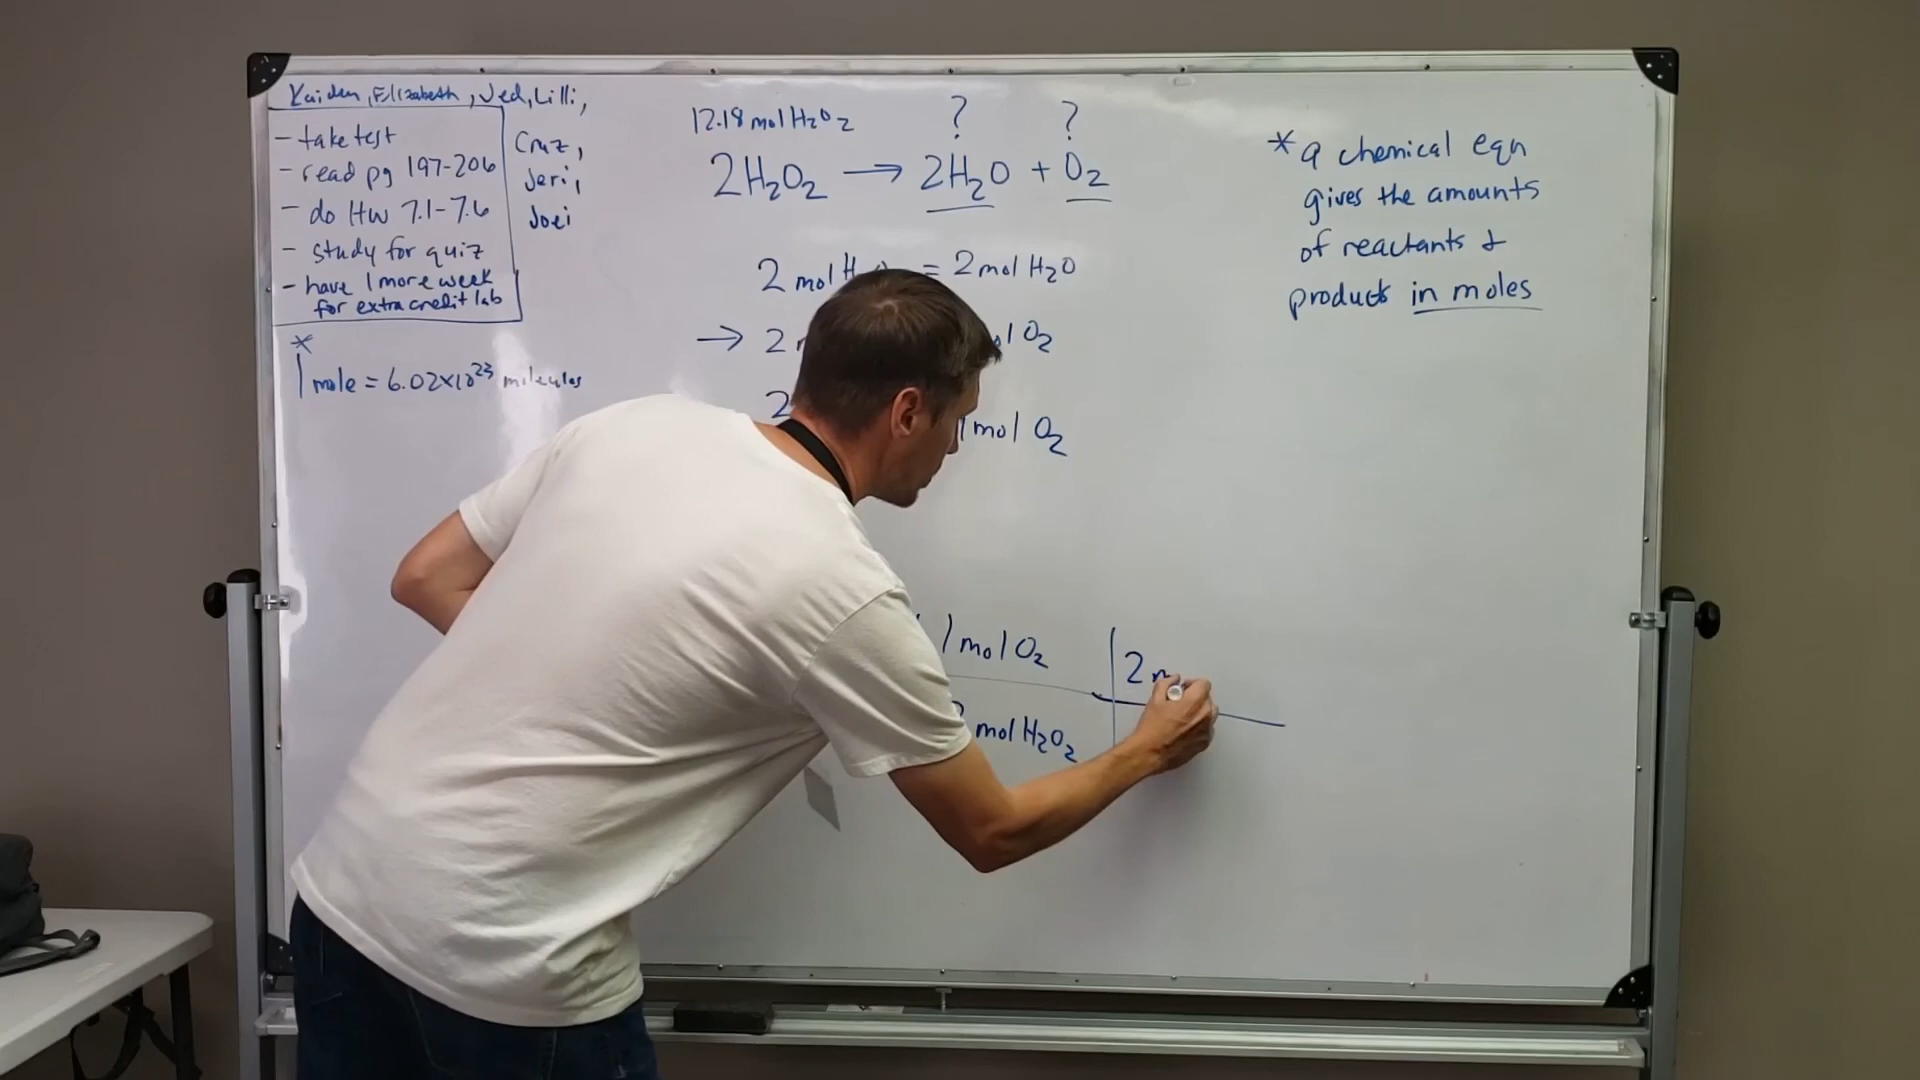 Kaiden, Elizabeth, Jed, Lilli,
Cruz,
Jeri,
Joei
- take test
- read pg 197-206
- do HW 7.1-7.6
- study for quiz
- have 1 more week
for extra credit lab
*
1 mole = 6.02x10²³ molecules
12.18 mol H₂O₂ ? ?
2H₂O₂ → 2H₂O + O₂
2 mol H = 2 mol H₂O
→ 2 O₂
2 1 mol O₂
1 mol O₂ 2 m
mol H₂O₂
* a chemical eqn
gives the amounts
of reactants &
products in moles